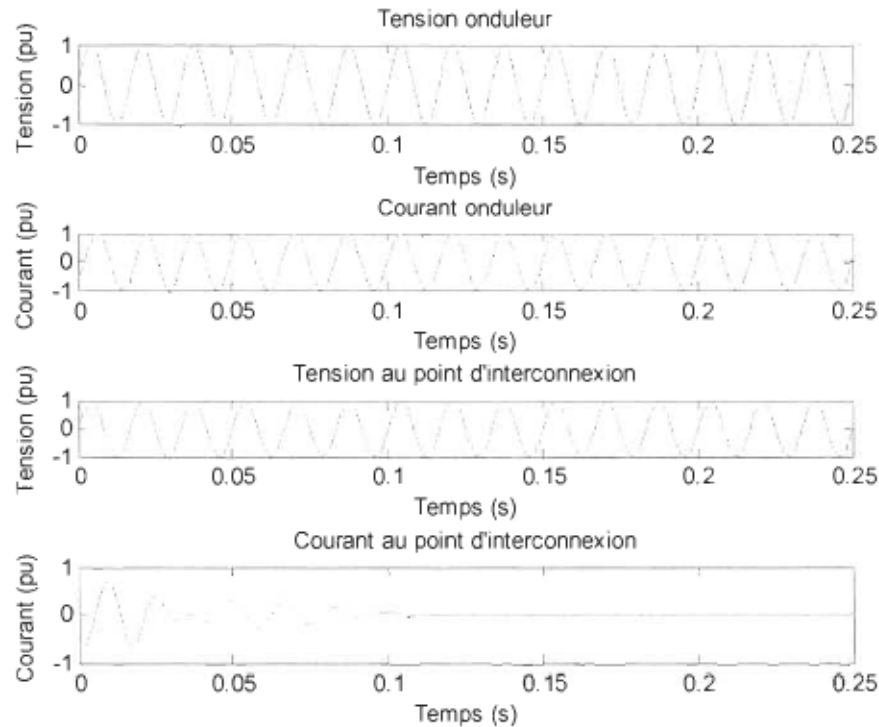 Tension onduleur
Tension (pu)
1
0
-1
0 0.05 0.1 0.15 0.2 0.25
Temps (s)
Courant onduleur
Courant (pu)
1
0
-1
0 0.05 0.1 0.15 0.2 0.25
Temps (s)
Tension au point d'interconnexion
Tension (pu)
1
0
-1
0 0.05 0.1 0.15 0.2 0.25
Temps (s)
Courant au point d'interconnexion
Courant (pu)
1
0
-1
0 0.05 0.1 0.15 0.2 0.25
Temps (s)